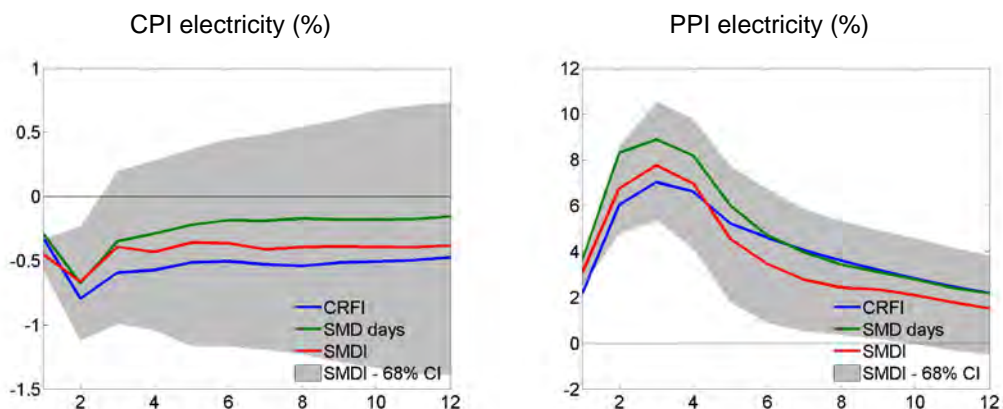 CPI electricity (%)
1
0.5
0
-0.5
-1
-1.5
2
4
6
8
10
12
CRFI
SMD days
SMDI
SMDI - 68% CI
PPI electricity (%)
12
10
8
6
4
2
0
-2
2
4
6
8
10
12
CRFI
SMD days
SMDI
SMDI - 68% CI